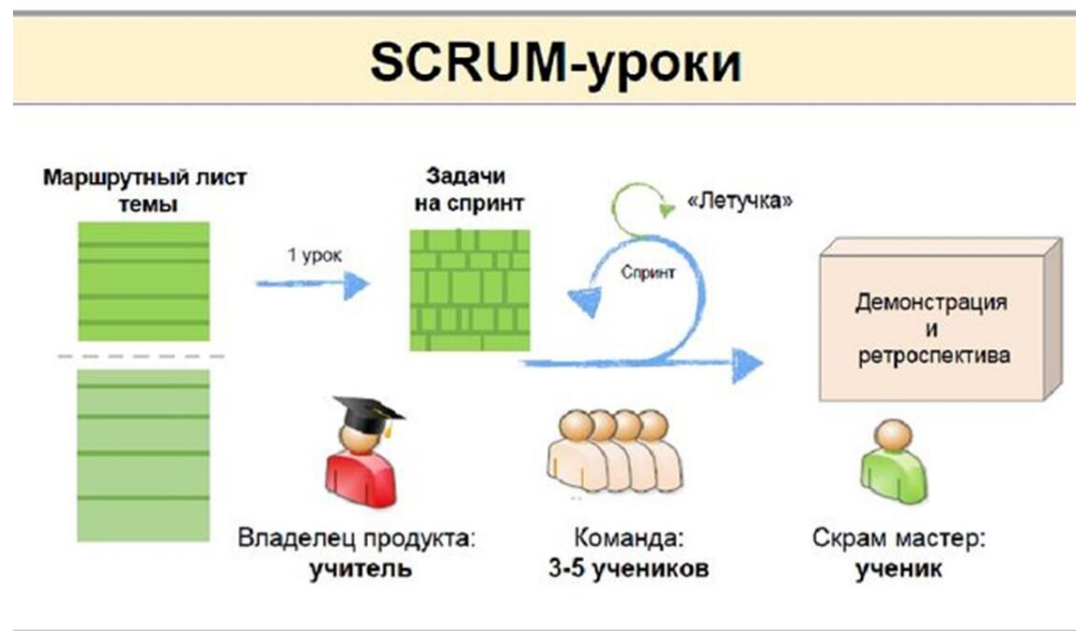 SCRUM-уроки
Маршрутный лист
темы
1 урок
Задачи
на спринт
«Летучка»
Спринт
Демонстрация
и
ретроспектива
Владелец продукта:
учитель
Команда:
3-5 учеников
Скрам мастер:
ученик